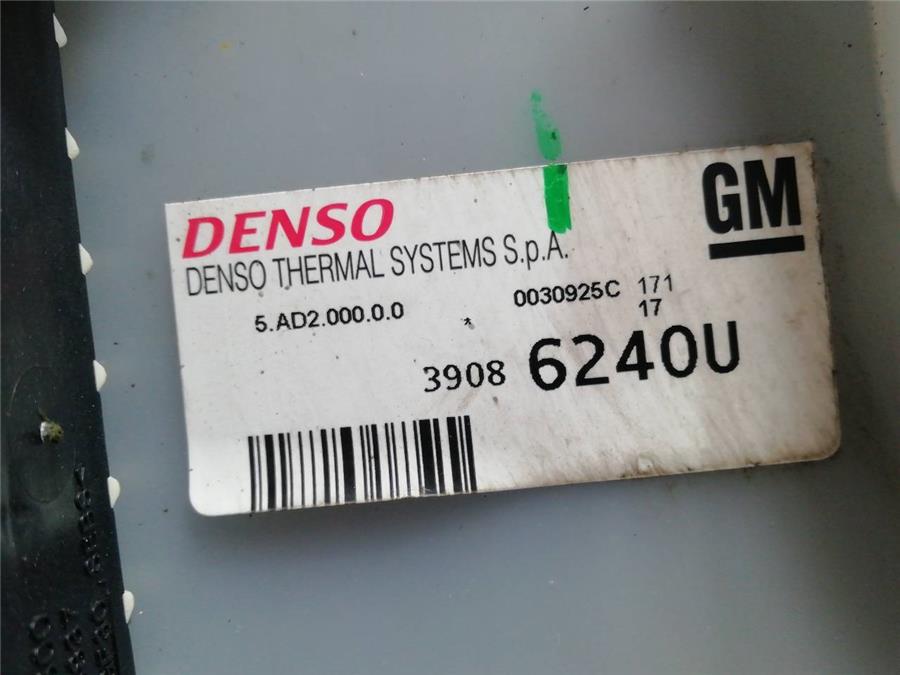 DENSO
GM
DENSO THERMAL SYSTEMS S.p.A.
5.AD2.000.0.0
0030925C 171
17
3908 6240U